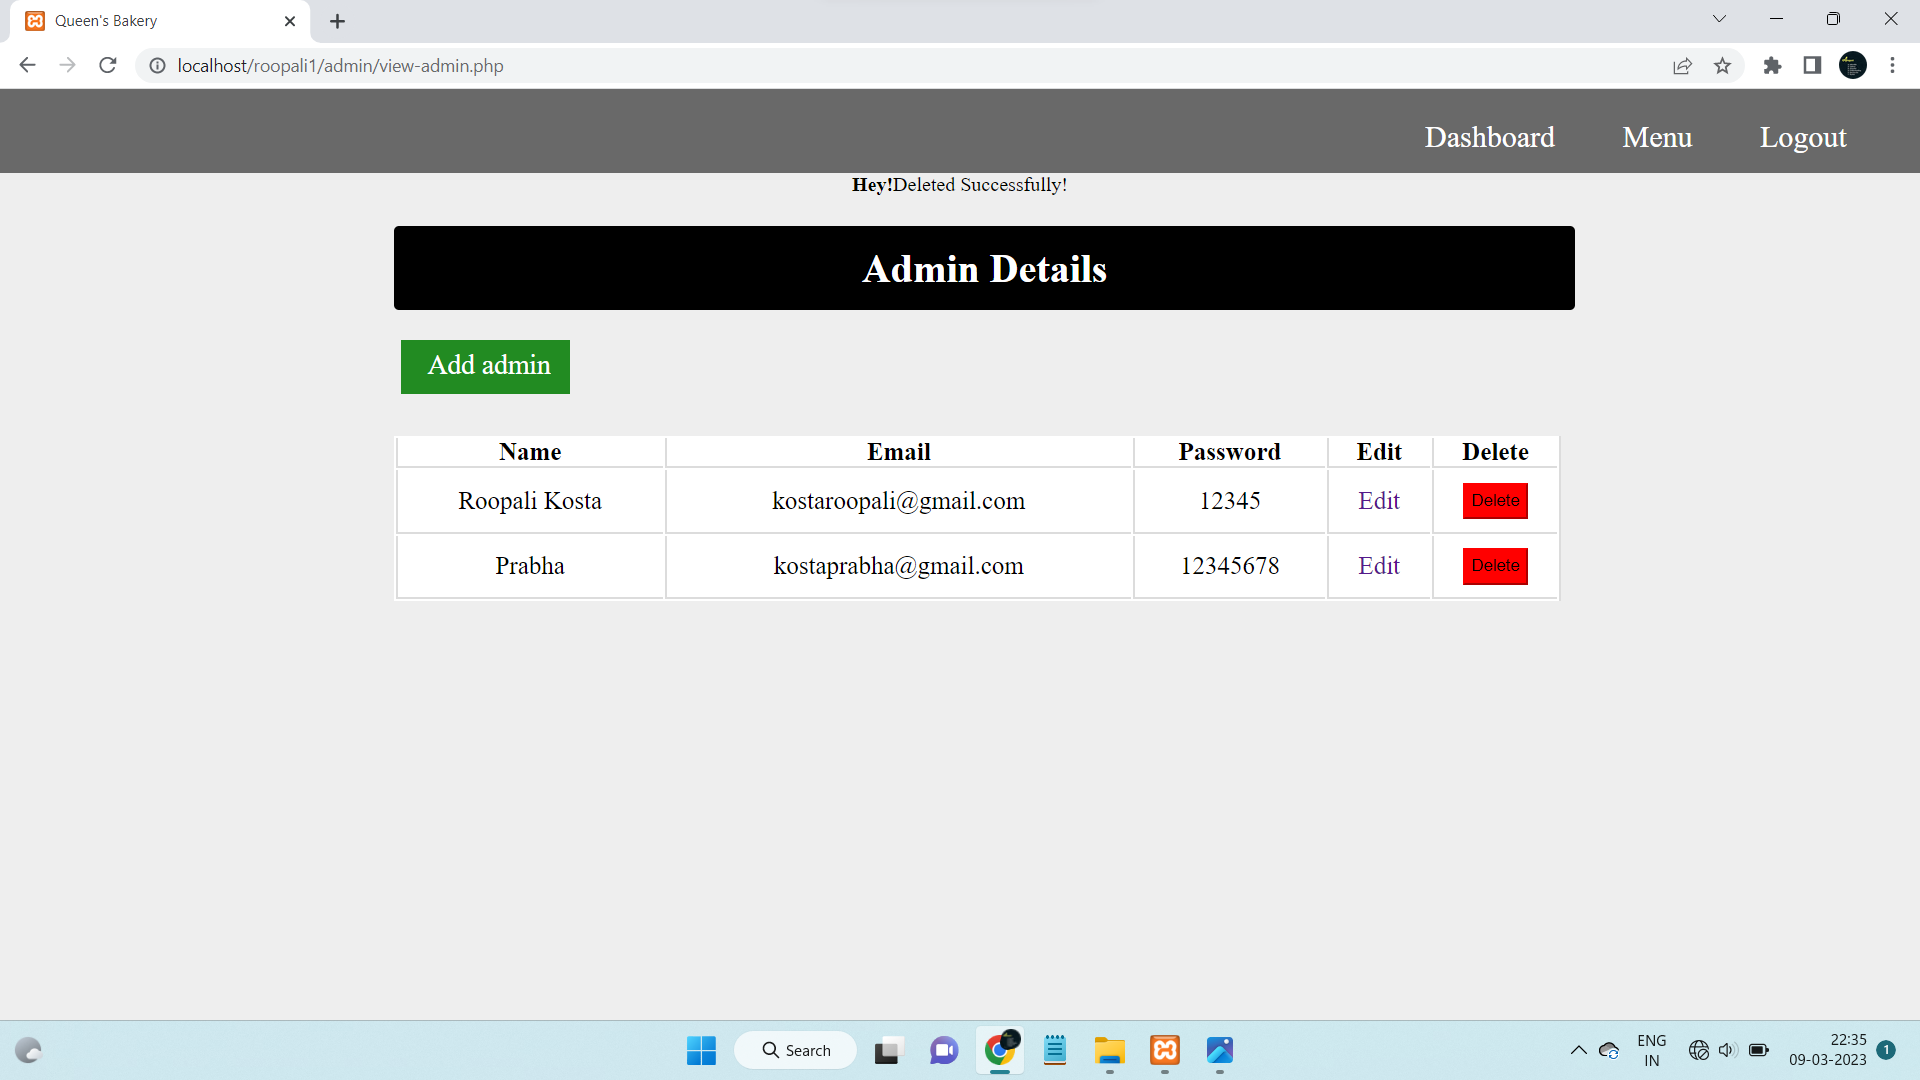 Queen's Bakery
localhost/roopali1/admin/view-admin.php
Dashboard Menu Logout
Hey!Deleted Successfully!
Admin Details
Add admin
Name Email Password Edit Delete
Roopali Kosta kostaroopali@gmail.com 12345 Edit Delete
Prabha kostaprabha@gmail.com 12345678 Edit Delete
Search
ENG
IN
22:35
09-03-2023
1